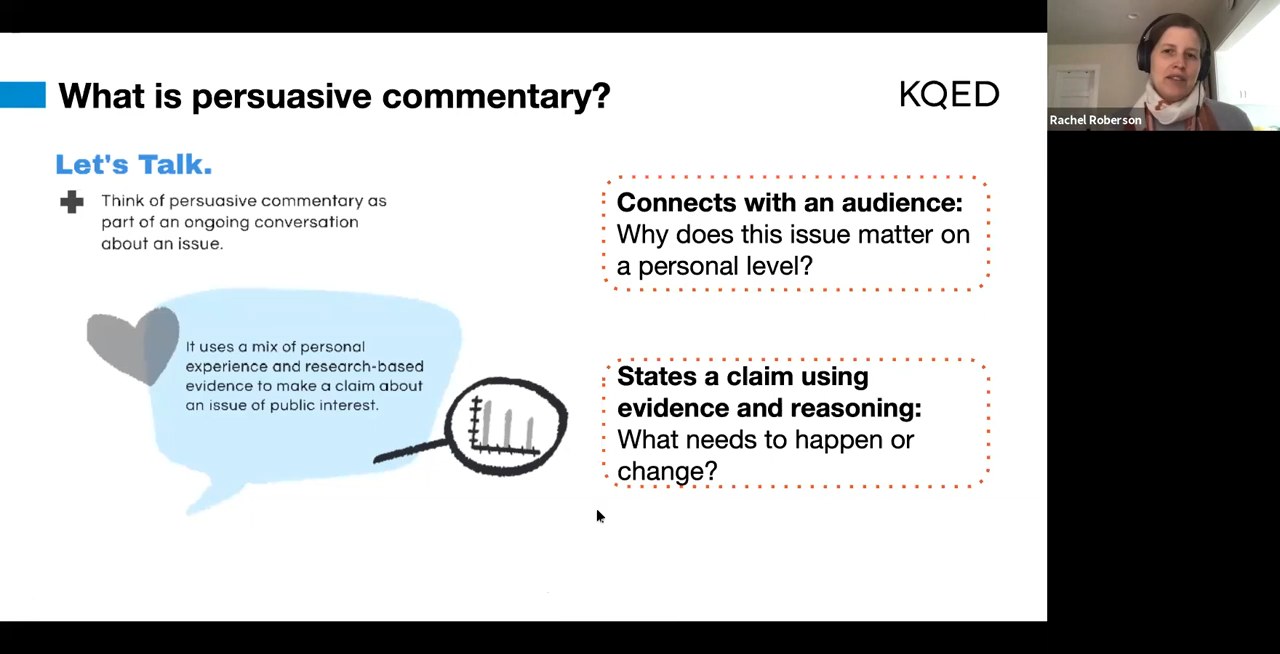 What is persuasive commentary?
KQED
Rachel Roberson
Let's Talk.
Think of persuasive commentary as
part of an ongoing conversation
about an issue.
It uses a mix of personal
experience and research-based
evidence to make a claim about
an issue of public interest.
Connects with an audience:
Why does this issue matter on
a personal level?
States a claim using
evidence and reasoning:
What needs to happen or
change?